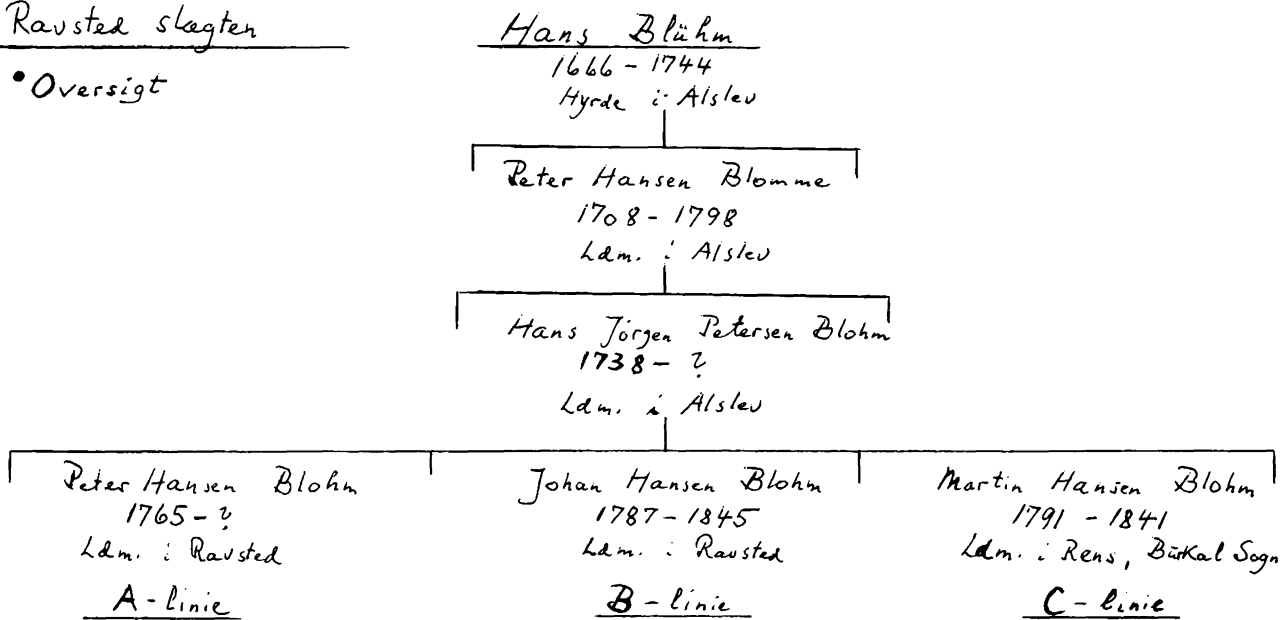 Ravsted slægten
• Oversigt
Hans Blühm
1666 - 1744
Hyrde i Alslev
Peter Hansen Blomme
1708 - 1798
Ldm. i Alslev
Hans Jörgen Petersen Blohm
1738 - ?
Ldm. i Alslev
Peter Hansen Blohm
1765 - ?
Ldm. i Ravsted
A - linie
Johan Hansen Blohm
1787 - 1845
Ldm. i Ravsted
B - linie
Martin Hansen Blohm
1791 - 1841
Ldm. i Rens, Bürkal Sogn
C - linie